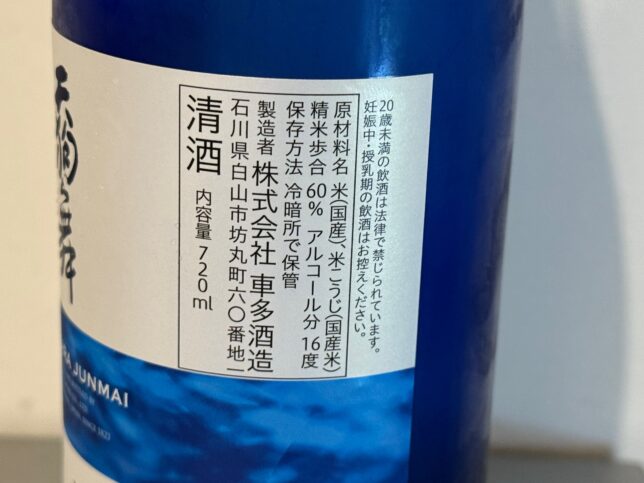 20歳未満の飲酒は法律で禁じられています。
妊娠中・授乳期の飲酒はお控えください。
原材料名 米(国産)、米こうじ(国産米)
精米歩合 60% アルコール分 16度
保存方法 冷暗所で保管
製造者 株式会社 車多酒造
石川県白山市坊丸町六〇番地一
清酒 内容量 720ml
天狗舞
JUNMAI
SINCE 1823